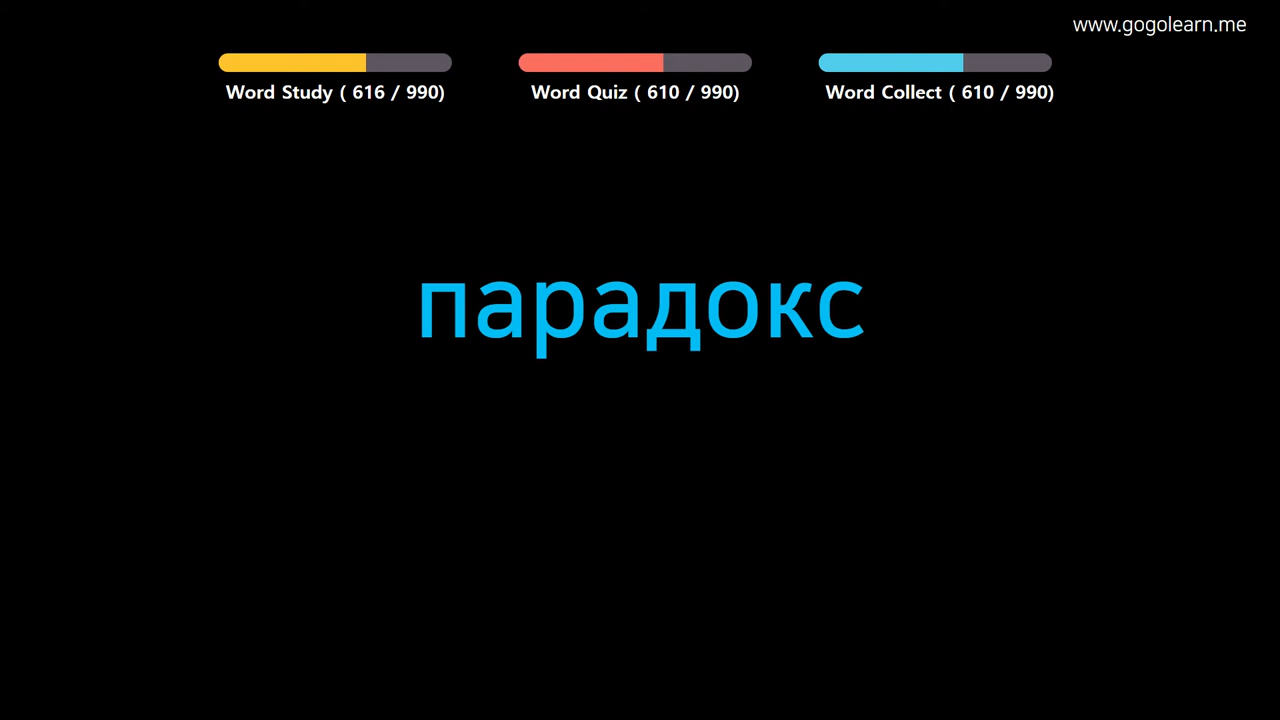 www.gogolearn.me
Word Study ( 616 / 990)
Word Quiz ( 610 / 990)
Word Collect ( 610 / 990)
парадокс